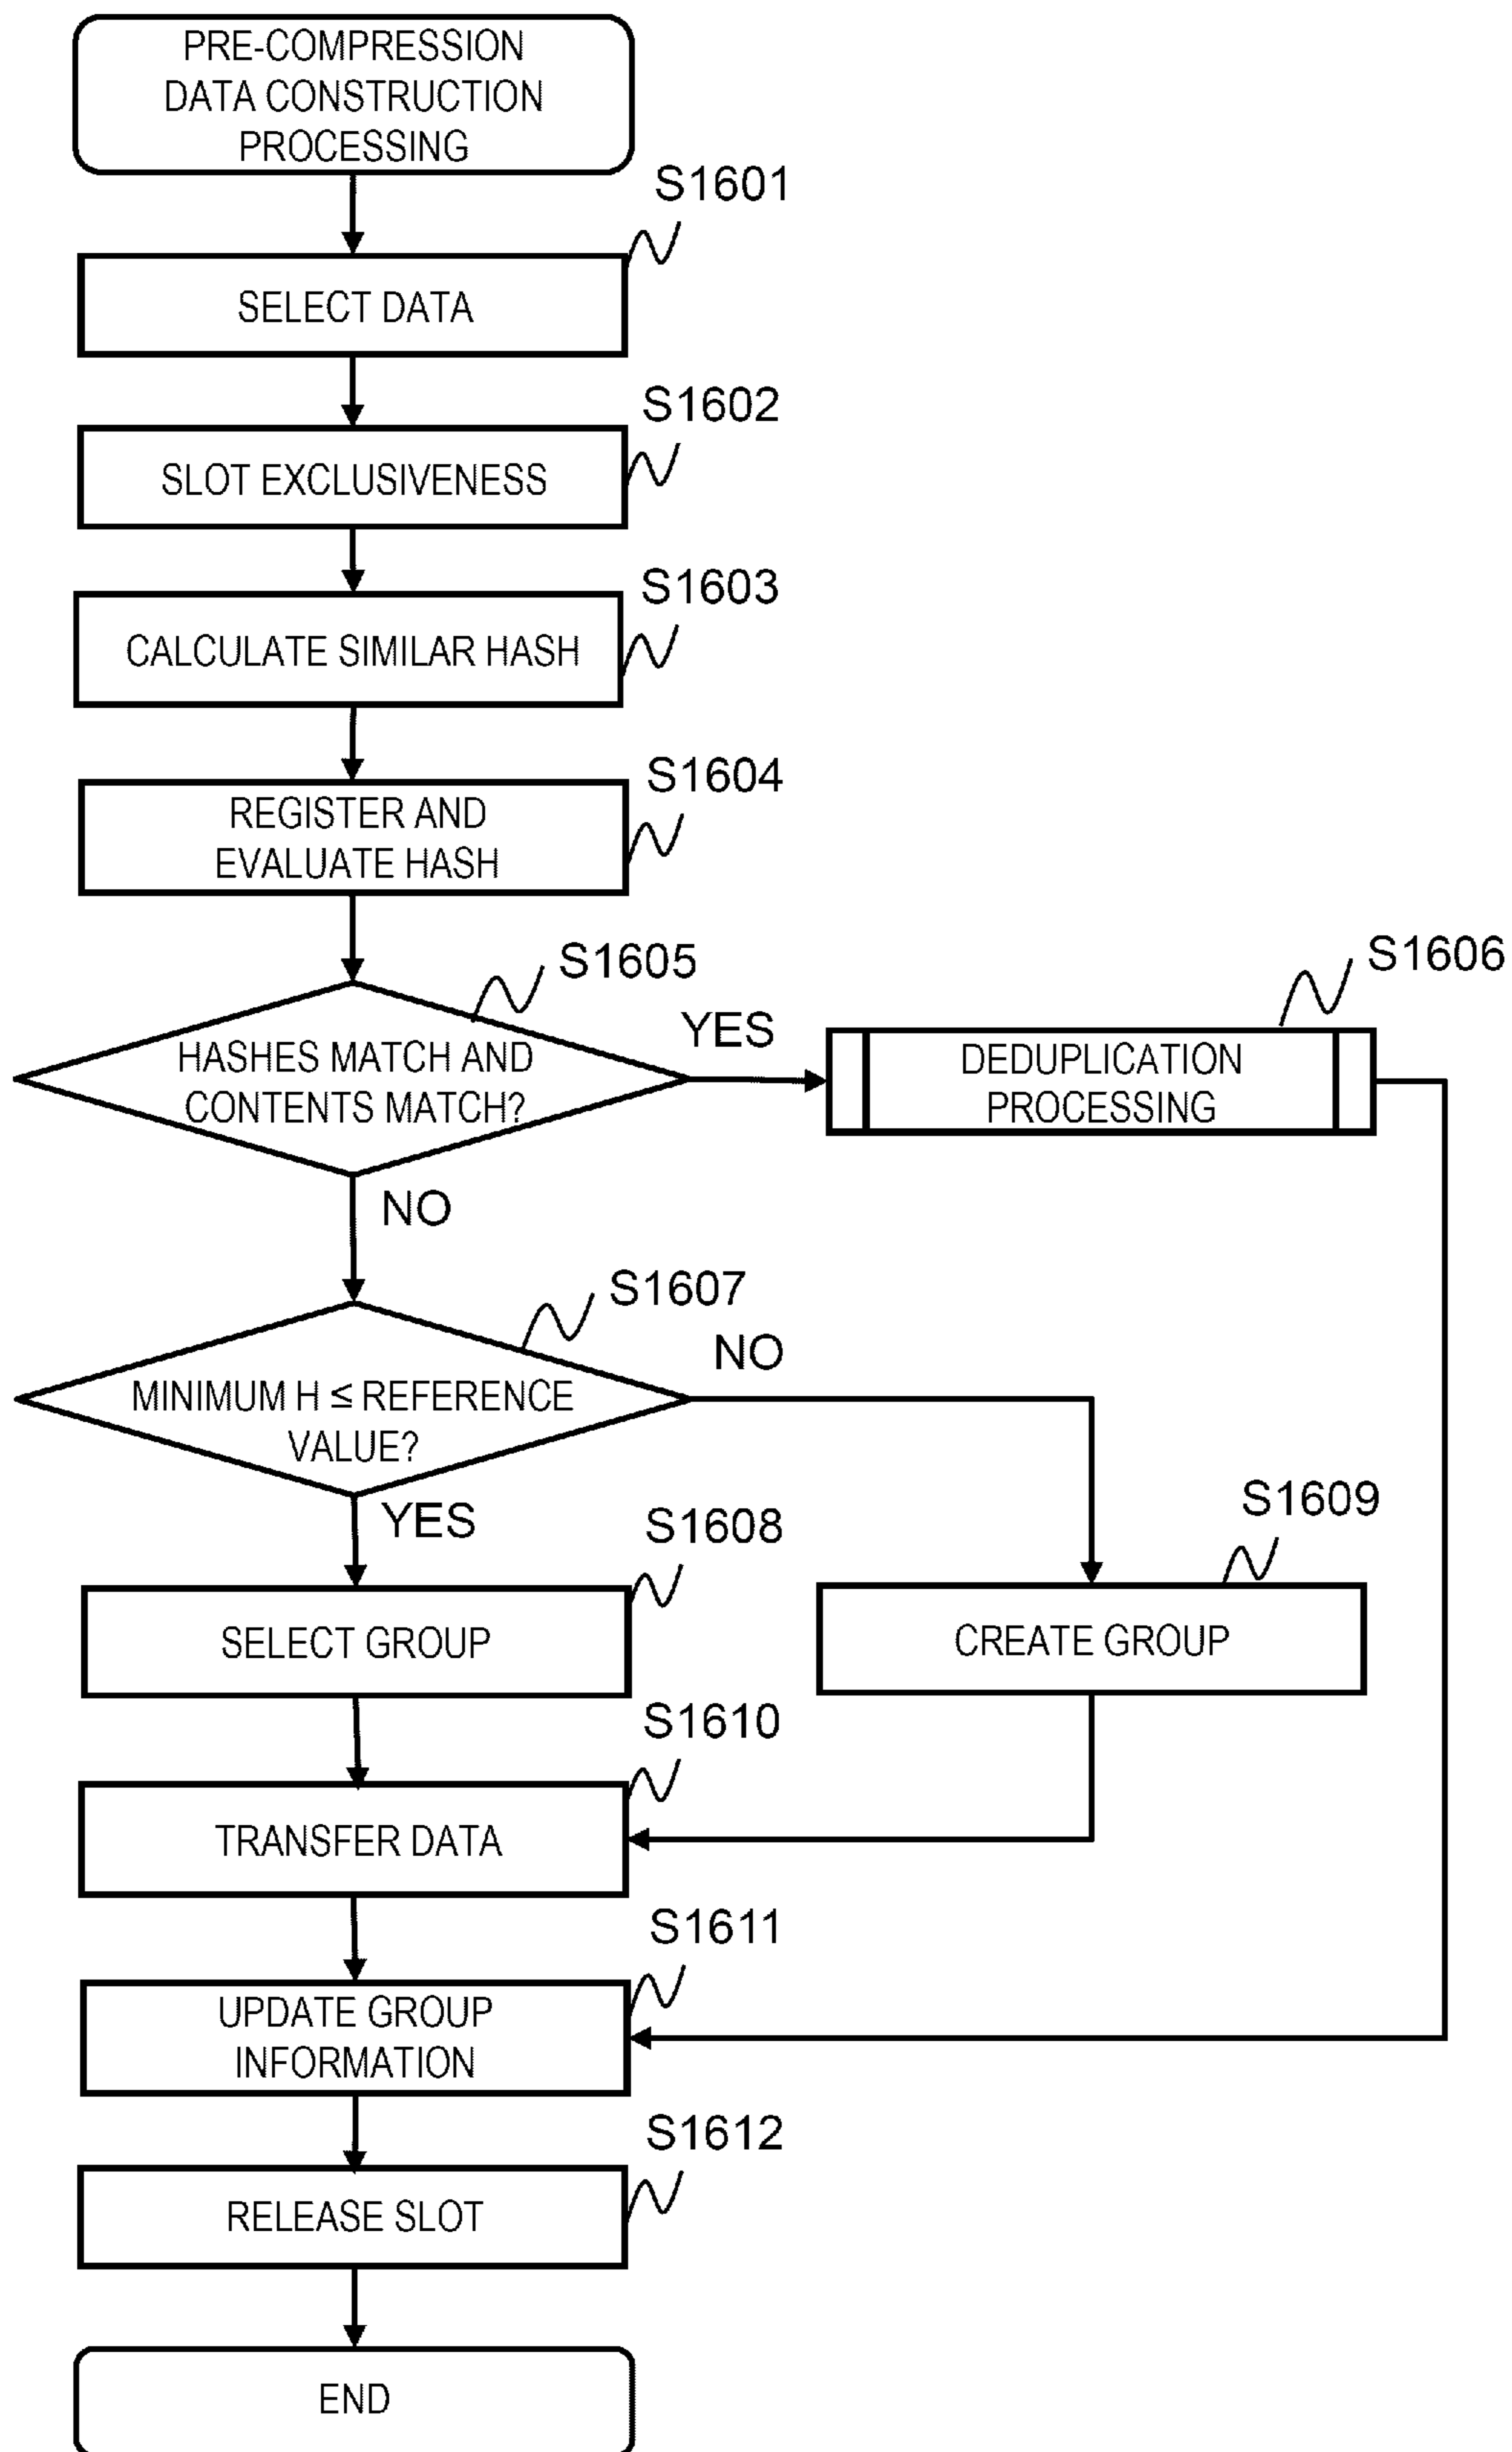 PRE-COMPRESSION
DATA CONSTRUCTION
PROCESSING
S1601
SELECT DATA
S1602
SLOT EXCLUSIVENESS
S1603
CALCULATE SIMILAR HASH
S1604
REGISTER AND
EVALUATE HASH
S1605
HASHES MATCH AND
CONTENTS MATCH?
YES
S1606
DEDUPLICATION
PROCESSING
NO
S1607
MINIMUM H ≤ REFERENCE
VALUE?
NO
YES
S1608
SELECT GROUP
S1609
CREATE GROUP
S1610
TRANSFER DATA
S1611
UPDATE GROUP
INFORMATION
S1612
RELEASE SLOT
END